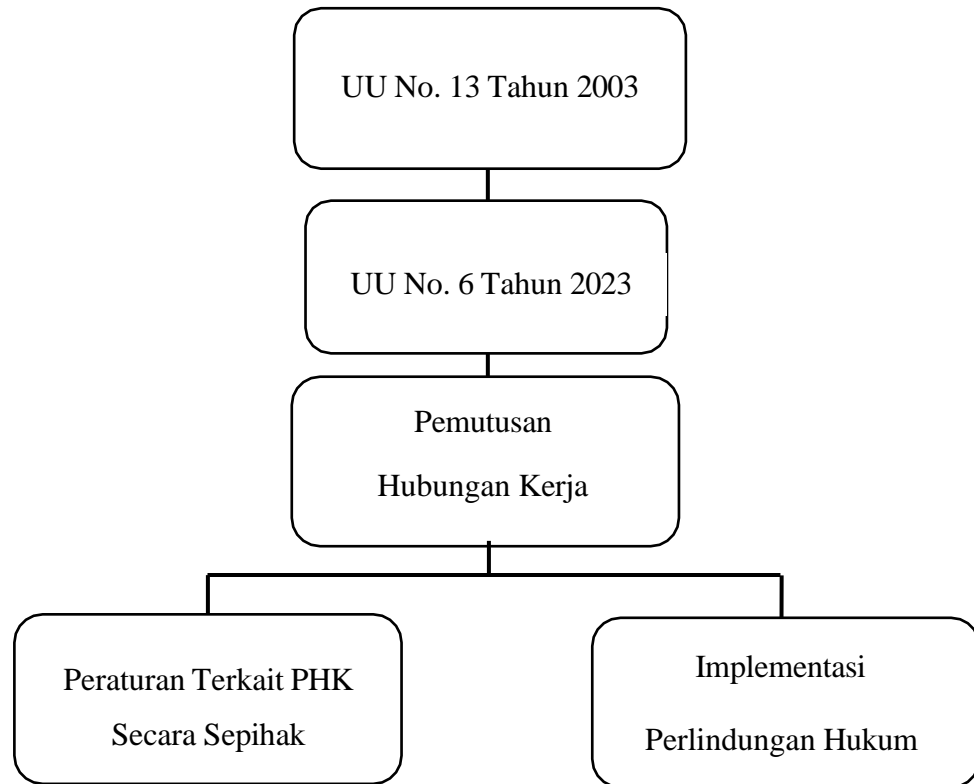 UU No. 13 Tahun 2003
UU No. 6 Tahun 2023
Pemutusan
Hubungan Kerja
Peraturan Terkait PHK
Secara Sepihak
Implementasi
Perlindungan Hukum